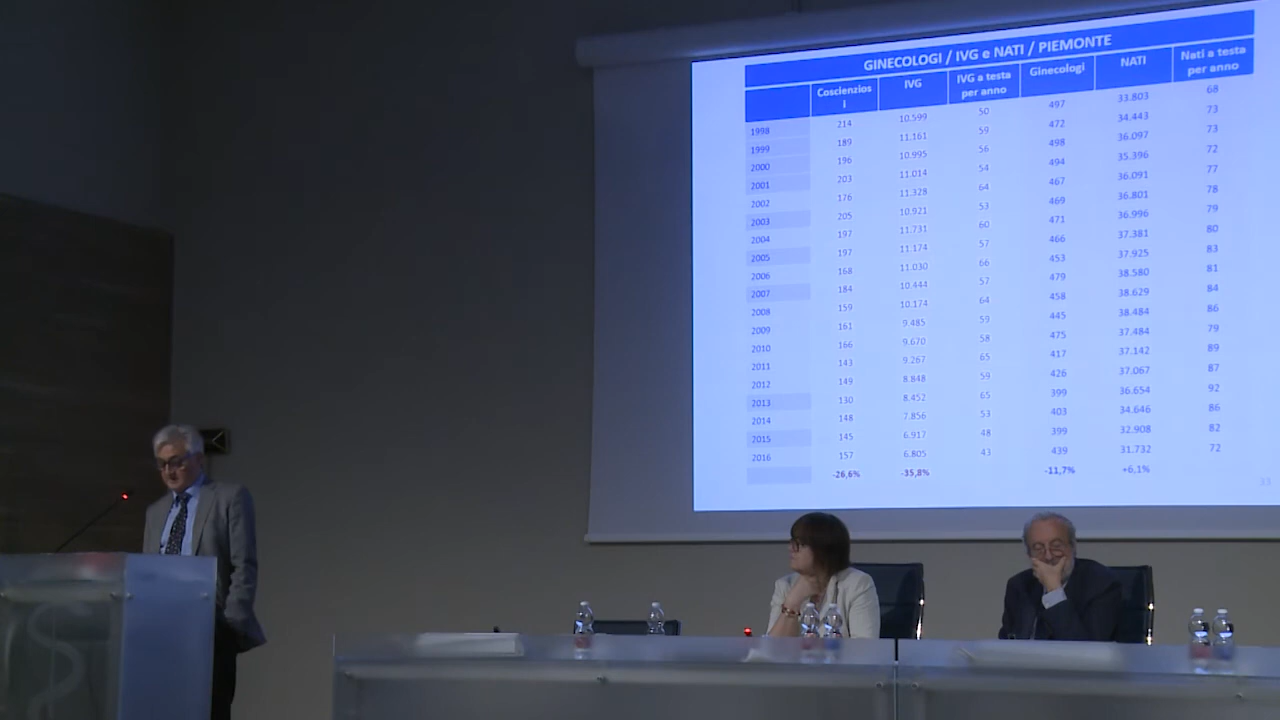 GINECOLOGI / IVG e NATI / PIEMONTE
Coscienziosi IVG IVG a testa per anno Ginecologi NATI Nati a testa per anno
1998 214 10.599 50 497 33.803 68
1999 189 11.161 59 472 34.443 73
2000 196 10.995 56 498 36.097 73
2001 203 11.014 54 494 35.396 72
2002 176 11.328 64 467 36.091 77
2003 205 10.921 53 469 36.801 78
2004 197 11.731 60 471 36.996 79
2005 197 11.174 57 466 37.381 80
2006 168 11.030 66 453 37.925 83
2007 184 10.444 57 479 38.580 81
2008 159 10.174 64 458 38.629 84
2009 161 9.485 59 445 38.484 86
2010 166 9.670 58 475 37.484 79
2011 143 9.267 65 417 37.142 89
2012 149 8.848 59 426 37.067 87
2013 130 8.452 65 399 36.654 92
2014 148 7.856 53 403 34.646 86
2015 145 6.917 48 399 32.908 82
2016 157 6.805 43 439 31.732 72
-26,6% -35,8% -11,7% +6,1%